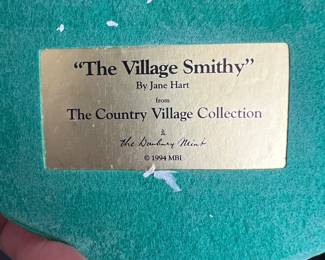 "The Village Smithy"
By Jane Hart
from
The Country Village Collection
&
the Danbury Mint
© 1994 MBI